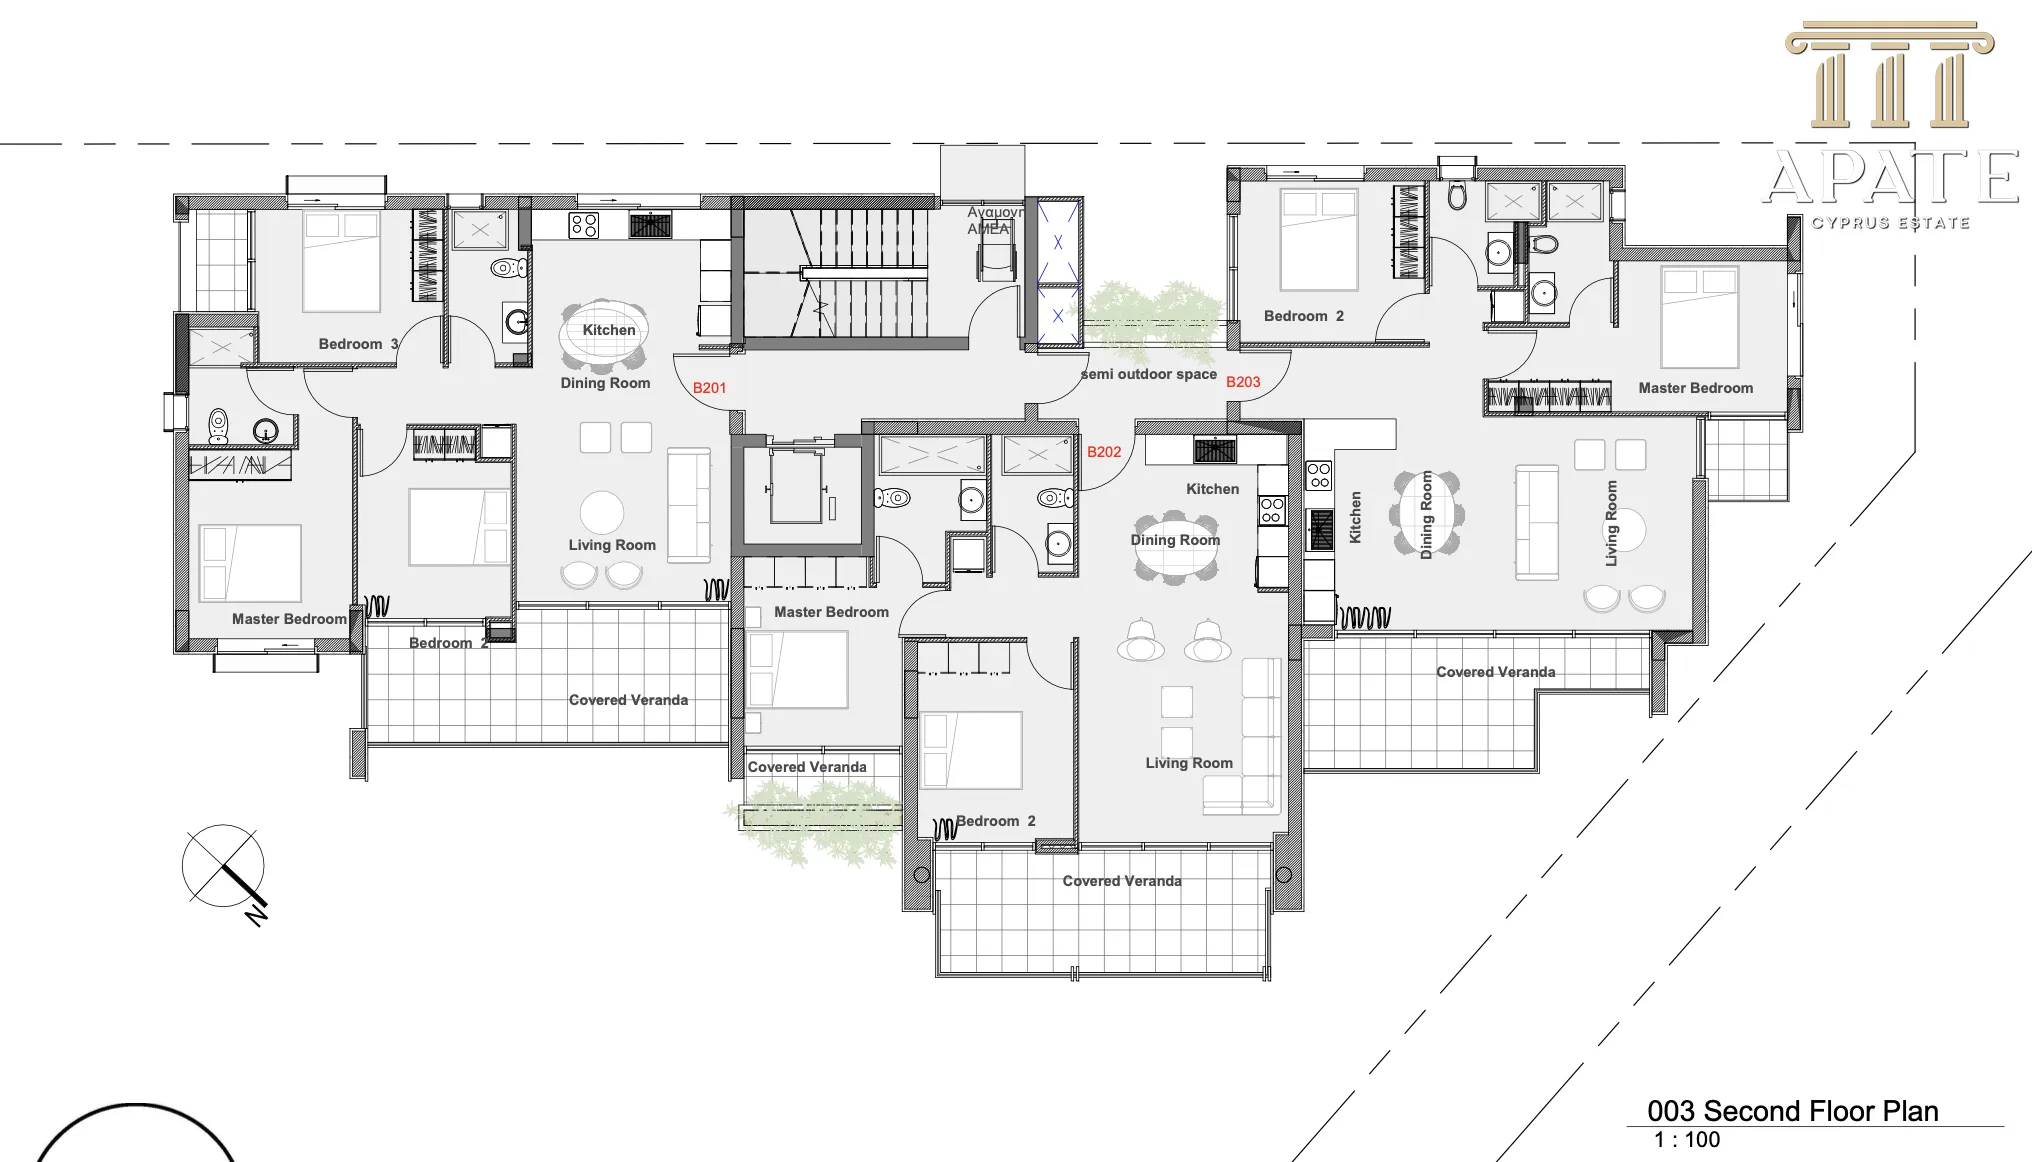 APATE
CYPRUS ESTATE
Αναμονή
ΑΜΕΑ
Bedroom 3
Kitchen
Dining Room
B201
Living Room
Master Bedroom
Bedroom 2
Covered Veranda
semi outdoor space
B202
Kitchen
Dining Room
Master Bedroom
Living Room
Covered Veranda
Bedroom 2
Covered Veranda
B203
Bedroom 2
Master Bedroom
Kitchen
Dining Room
Living Room
Covered Veranda
N
003 Second Floor Plan
1 : 100